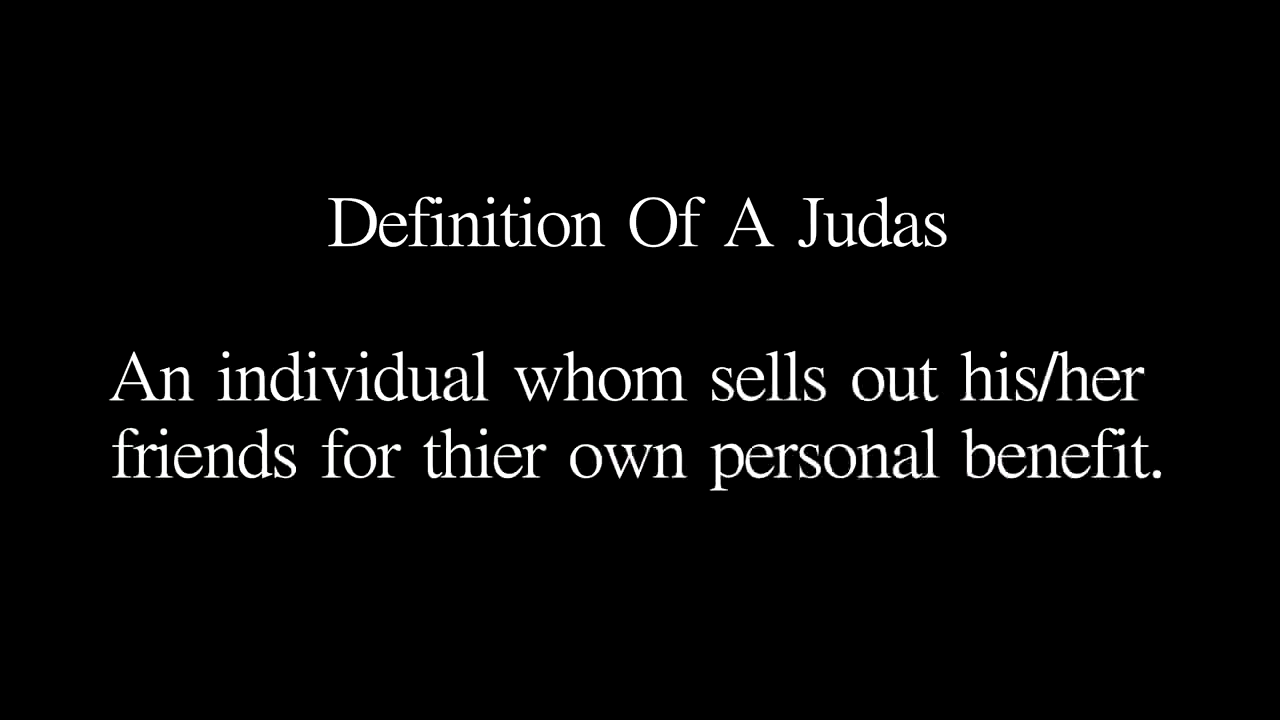 Definition Of A Judas
An individual whom sells out his/her
friends for thier own personal benefit.